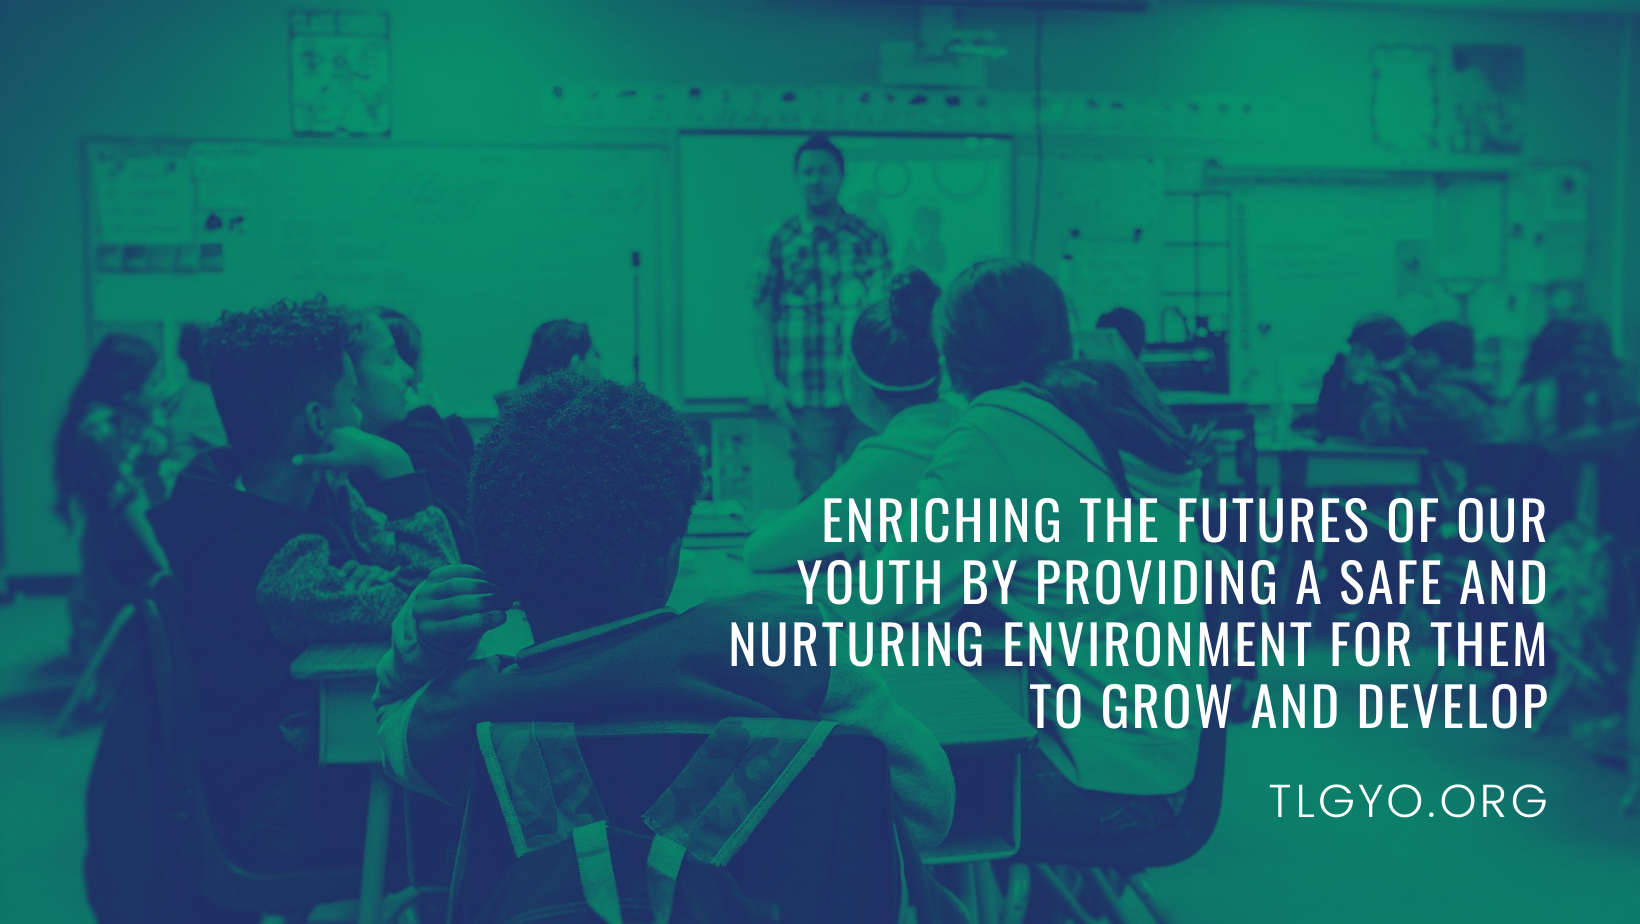 ENRICHING THE FUTURES OF OUR
YOUTH BY PROVIDING A SAFE AND
NURTURING ENVIRONMENT FOR THEM
TO GROW AND DEVELOP
TLGYO.ORG